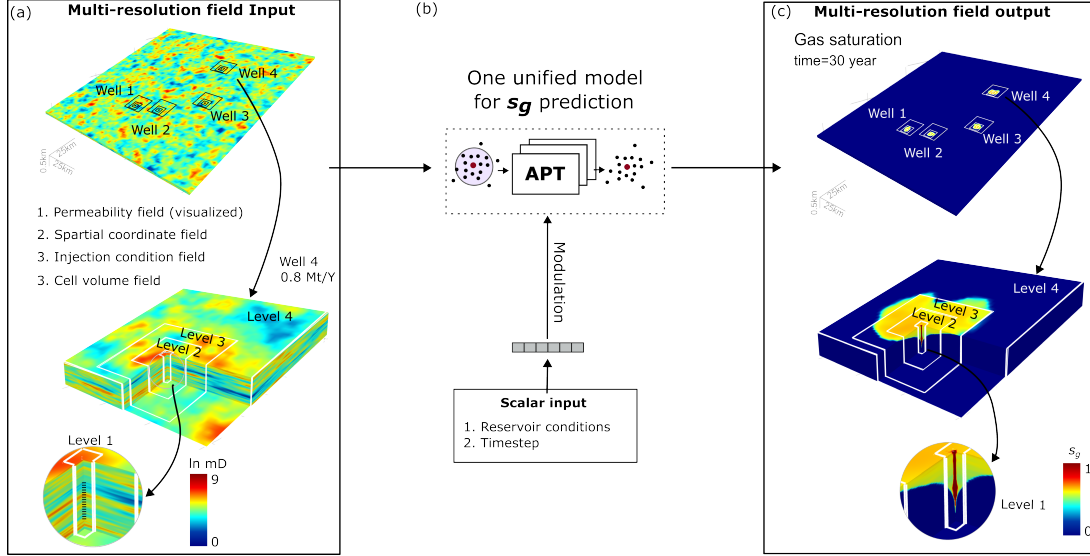 (a)
Multi-resolution field Input
Well 4
Well 1
Well 2
Well 3
0.5km
25km
25km
1. Permeability field (visualized)
2. Spartial coordinate field
3. Injection condition field
3. Cell volume field
Well 4
0.8 Mt/Y
Level 4
Level 3
Level 2
Level 1
ln mD
9
0
(b)
One unified model
for sg prediction
APT
Modulation
Scalar input
1. Reservoir conditions
2. Timestep
(c)
Multi-resolution field output
Gas saturation
time=30 year
Well 4
Well 1
Well 3
Well 2
0.5km
25km
25km
Level 4
Level 3
Level 2
Level 1
sg
1
0